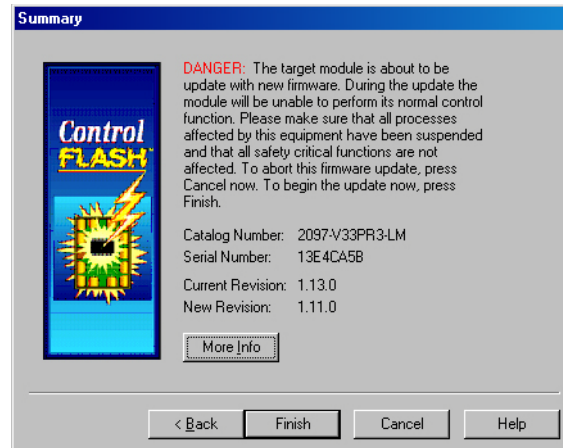 Summary
DANGER: The target module is about to be
update with new firmware. During the update the
module will be unable to perform its normal control
function. Please make sure that all processes
affected by this equipment have been suspended
and that all safety critical functions are not
affected. To abort this firmware update, press
Cancel now. To begin the update now, press
Finish.
Control
FLASH
Catalog Number: 2097-V33PR3-LM
Serial Number: 13E4CA5B
Current Revision: 1.13.0
New Revision: 1.11.0
More Info
< Back Finish Cancel Help